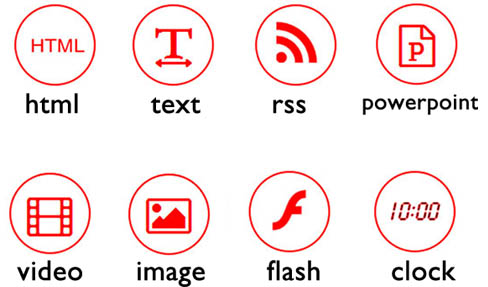 HTML
T
P
html text rss powerpoint
10:00
video image flash clock